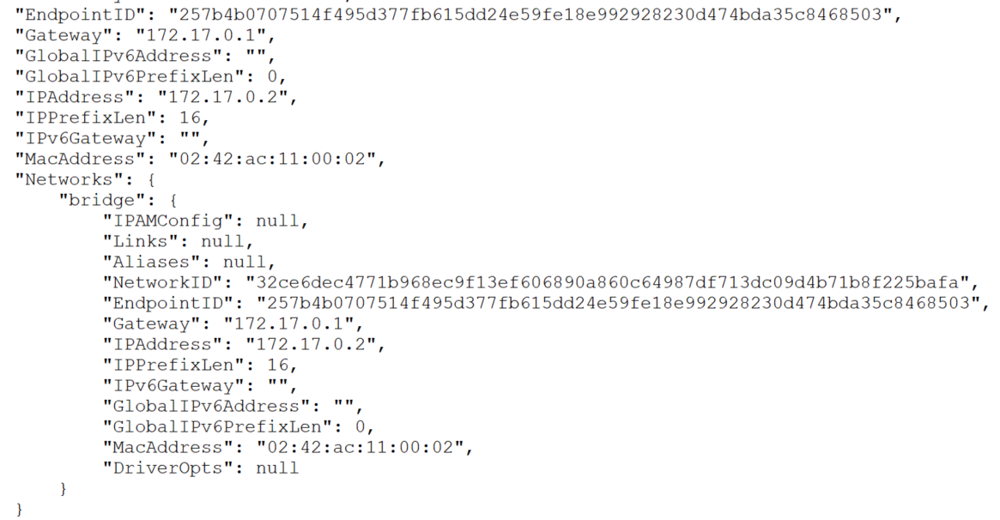 "EndpointID": "257b4b0707514f495d377fb615dd24e59fe18e992928230d474bda35c8468503",
"Gateway": "172.17.0.1",
"GlobalIPv6Address": "",
"GlobalIPv6PrefixLen": 0,
"IPAddress": "172.17.0.2",
"IPPrefixLen": 16,
"IPv6Gateway": "",
"MacAddress": "02:42:ac:11:00:02",
"Networks": {
    "bridge": {
        "IPAMConfig": null,
        "Links": null,
        "Aliases": null,
        "NetworkID": "32ce6dec4771b968ec9f13ef606890a860c64987df713dc09d4b71b8f225bafa",
        "EndpointID": "257b4b0707514f495d377fb615dd24e59fe18e992928230d474bda35c8468503",
        "Gateway": "172.17.0.1",
        "IPAddress": "172.17.0.2",
        "IPPrefixLen": 16,
        "IPv6Gateway": "",
        "GlobalIPv6Address": "",
        "GlobalIPv6PrefixLen": 0,
        "MacAddress": "02:42:ac:11:00:02",
        "DriverOpts": null
    }
}